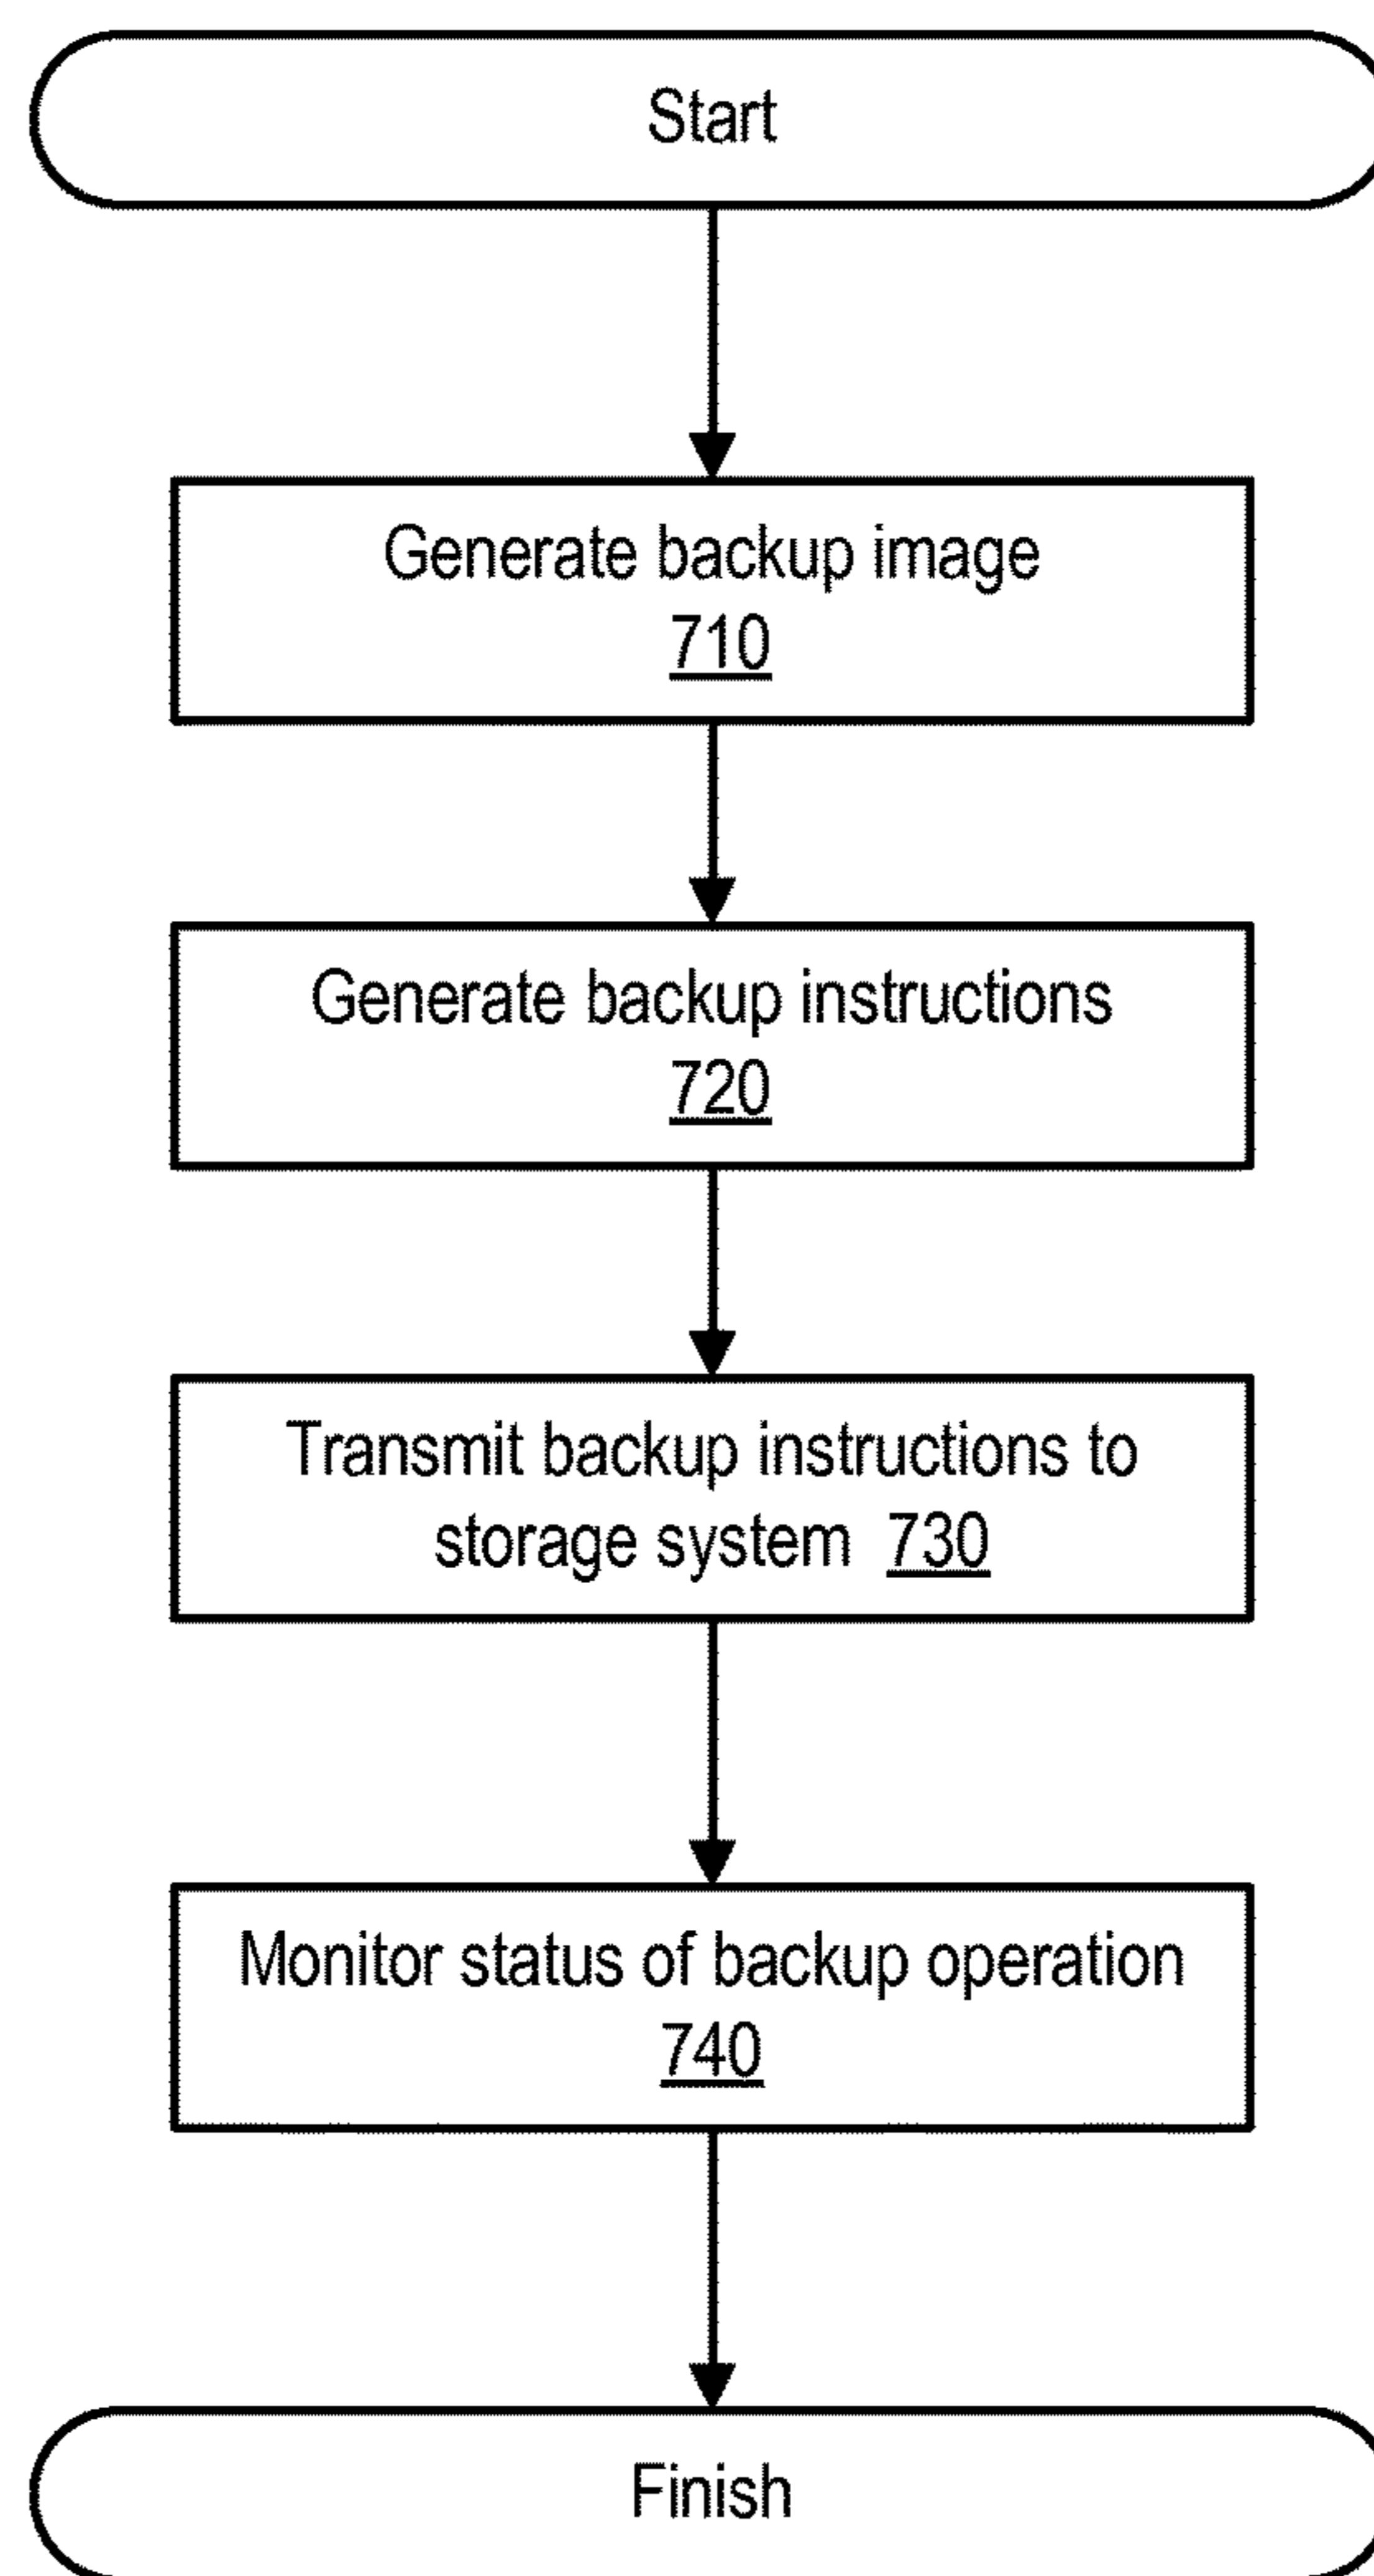 Start
Generate backup image
710
Generate backup instructions
720
Transmit backup instructions to
storage system 730
Monitor status of backup operation
740
Finish